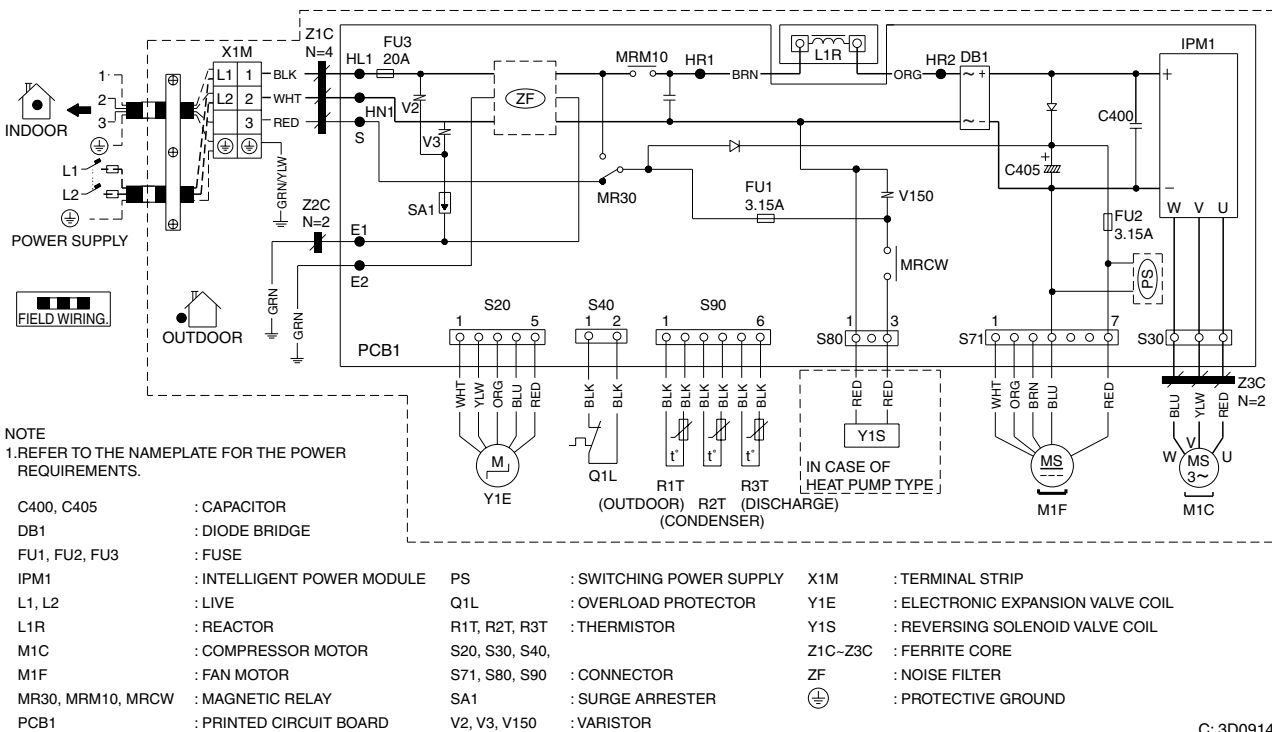 Z1C
N=4
X1M
HL1
FU3
20A
MRM10
HR1
BRN
L1R
ORG
HR2
DB1
IPM1
L1
1
BLK
L2
2
WHT
3
RED
1
2
3
INDOOR
L1
L2
POWER SUPPLY
GRN/YLW
HN1
S
V2
V3
ZF
SA1
MR30
FU1
3.15A
V150
MRCW
~ +
~ −
+
−
C400
C405
+
W V U
FU2
3.15A
PS
Z2C
N=2
E1
E2
GRN
GRN
FIELD WIRING.
OUTDOOR
PCB1
S20
1 5
S40
1 2
S90
1 6
S80
1 3
S71
1 7
S30
WHT
YLW
ORG
BLU
RED
BLK
BLK
BLK
BLK
BLK
BLK
BLK
BLK
RED
RED
WHT
ORG
BRN
BLU
RED
BLU
YLW
RED
Z3C
N=2
M
Y1E
Q1L
t°
t°
t°
R1T
(OUTDOOR)
R2T
(CONDENSER)
R3T
(DISCHARGE)
Y1S
IN CASE OF
HEAT PUMP TYPE
MS
M1F
W V U
MS
3~
M1C
NOTE
1.REFER TO THE NAMEPLATE FOR THE POWER
REQUIREMENTS.
C400, C405 : CAPACITOR
DB1 : DIODE BRIDGE
FU1, FU2, FU3 : FUSE
IPM1 : INTELLIGENT POWER MODULE
L1, L2 : LIVE
L1R : REACTOR
M1C : COMPRESSOR MOTOR
M1F : FAN MOTOR
MR30, MRM10, MRCW : MAGNETIC RELAY
PCB1 : PRINTED CIRCUIT BOARD
PS : SWITCHING POWER SUPPLY
Q1L : OVERLOAD PROTECTOR
R1T, R2T, R3T : THERMISTOR
S20, S30, S40,
S71, S80, S90 : CONNECTOR
SA1 : SURGE ARRESTER
V2, V3, V150 : VARISTOR
X1M : TERMINAL STRIP
Y1E : ELECTRONIC EXPANSION VALVE COIL
Y1S : REVERSING SOLENOID VALVE COIL
Z1C~Z3C : FERRITE CORE
ZF : NOISE FILTER
: PROTECTIVE GROUND
C: 3D0914